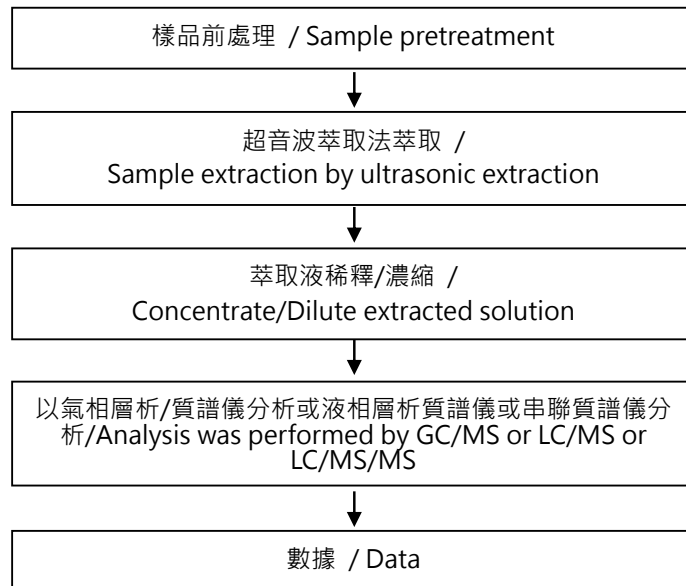 樣品前處理 / Sample pretreatment
超音波萃取法萃取 /
Sample extraction by ultrasonic extraction
萃取液稀釋/濃縮 /
Concentrate/Dilute extracted solution
以氣相層析/質譜儀分析或液相層析質譜儀或串聯質譜儀分
析/Analysis was performed by GC/MS or LC/MS or
LC/MS/MS
數據 / Data